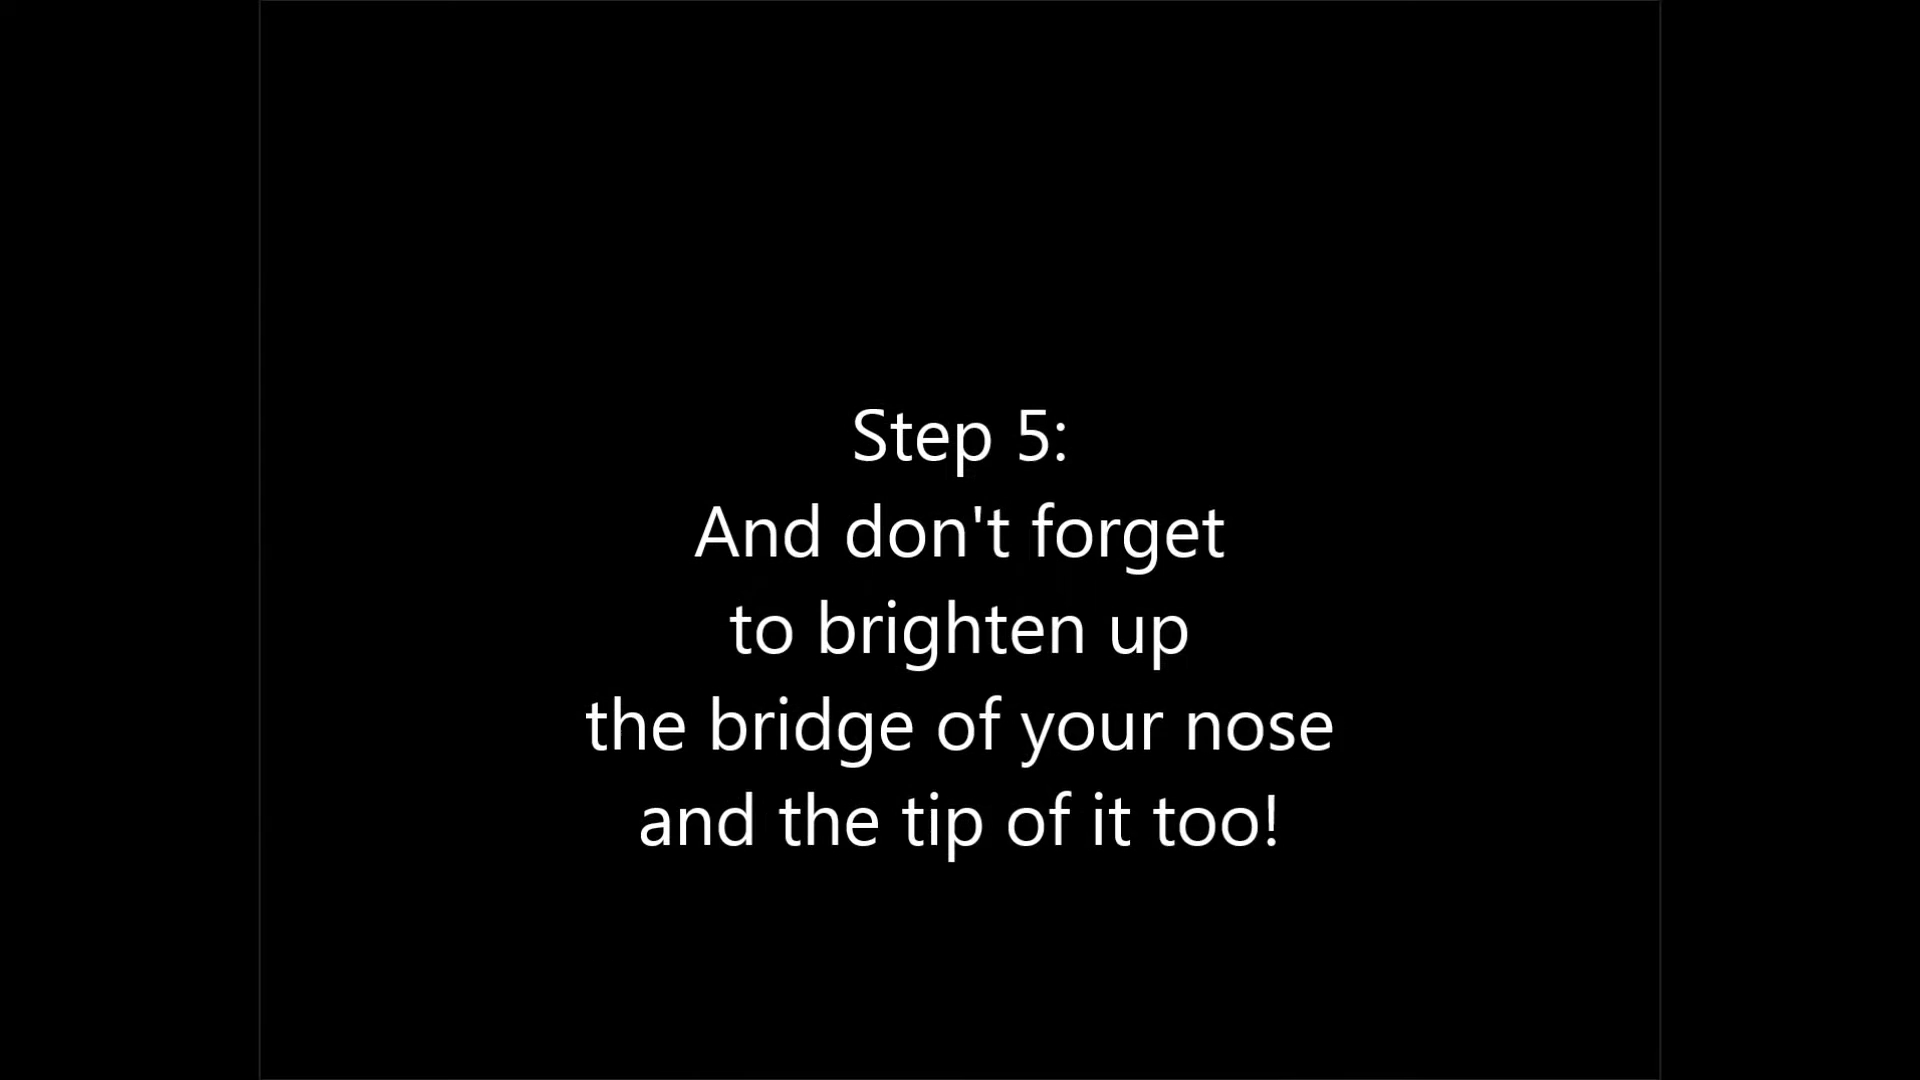 Step 5:
And don't forget
to brighten up
the bridge of your nose
and the tip of it too!